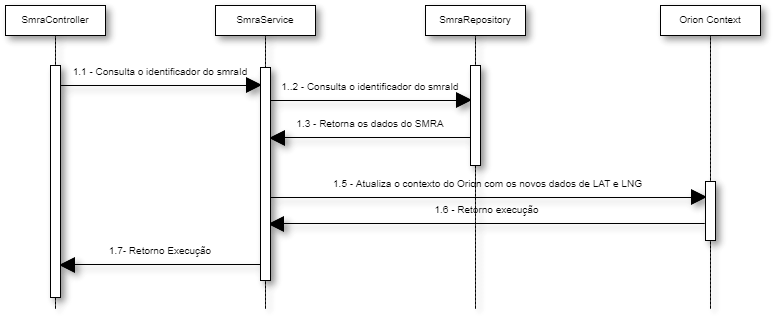 SmraController
SmraService
SmraRepository
Orion Context
1.1 - Consulta o identificador do smraId
1..2 - Consulta o identificador do smraId
1.3 - Retorna os dados do SMRA
1.5 - Atualiza o contexto do Orion com os novos dados de LAT e LNG
1.6 - Retorno execução
1.7- Retorno Execução